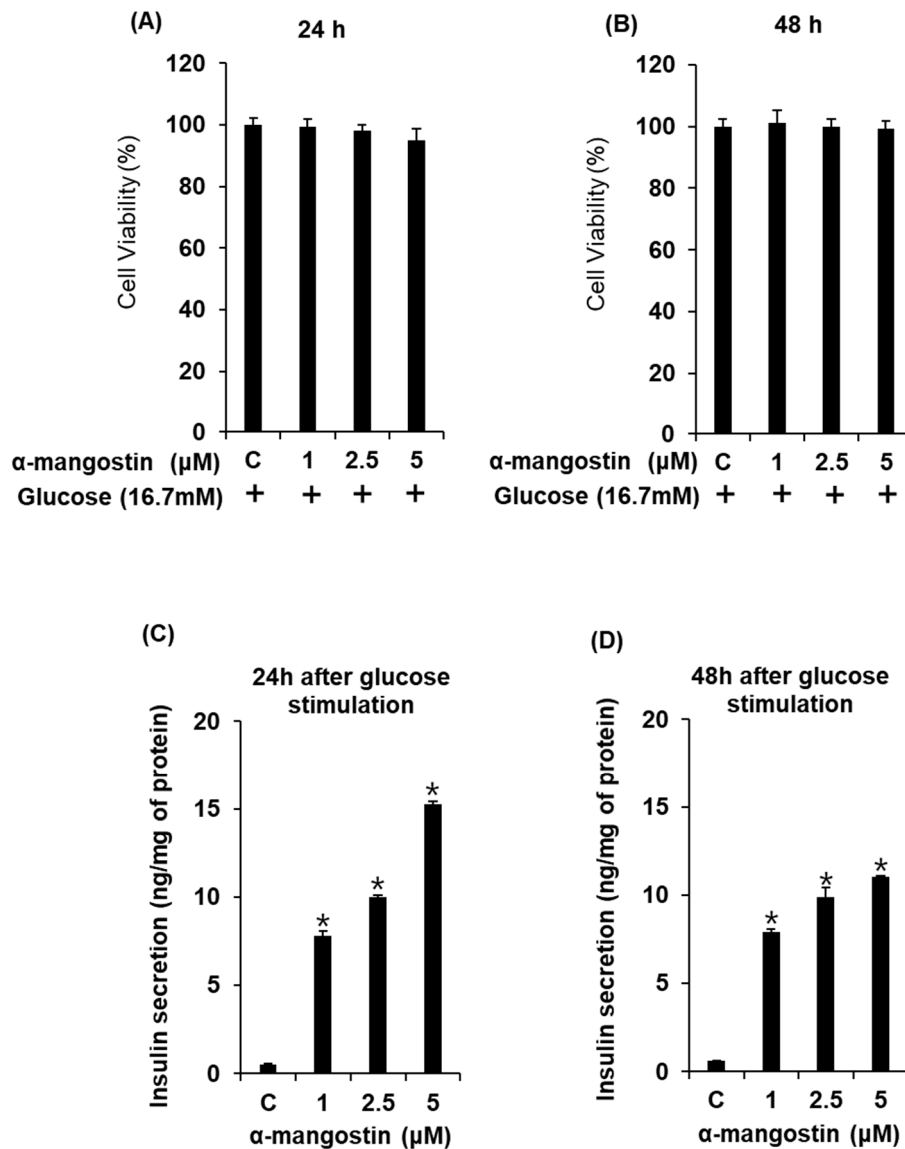 (A)
24 h
120
100
80
60
40
20
0
Cell Viability (%)
α-mangostin (µM) C 1 2.5 5
Glucose (16.7mM) + + + +
(B)
48 h
120
100
80
60
40
20
0
Cell Viability (%)
α-mangostin (µM) C 1 2.5 5
Glucose (16.7mM) + + + +
(C)
24h after glucose
stimulation
20
15
10
5
0
Insulin secretion (ng/mg of protein)
* * *
C 1 2.5 5
α-mangostin (µM)
(D)
48h after glucose
stimulation
20
15
10
5
0
Insulin secretion (ng/mg of protein)
* * *
C 1 2.5 5
α-mangostin (µM)